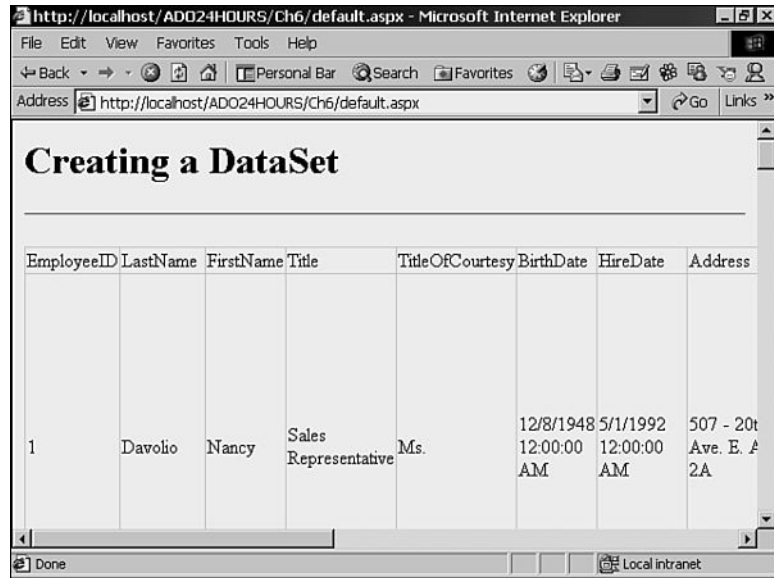 http://localhost/ADO24HOURS/Ch6/default.aspx - Microsoft Internet Explorer
File Edit View Favorites Tools Help
Back Personal Bar Search Favorites
Address http://localhost/ADO24HOURS/Ch6/default.aspx Go Links »
Creating a DataSet
EmployeeID LastName FirstName Title TitleOfCourtesy BirthDate HireDate Address
1 Davolio Nancy Sales Representative Ms. 12/8/1948 12:00:00 AM 5/1/1992 12:00:00 AM 507 - 20t Ave. E. A 2A
Done Local intranet